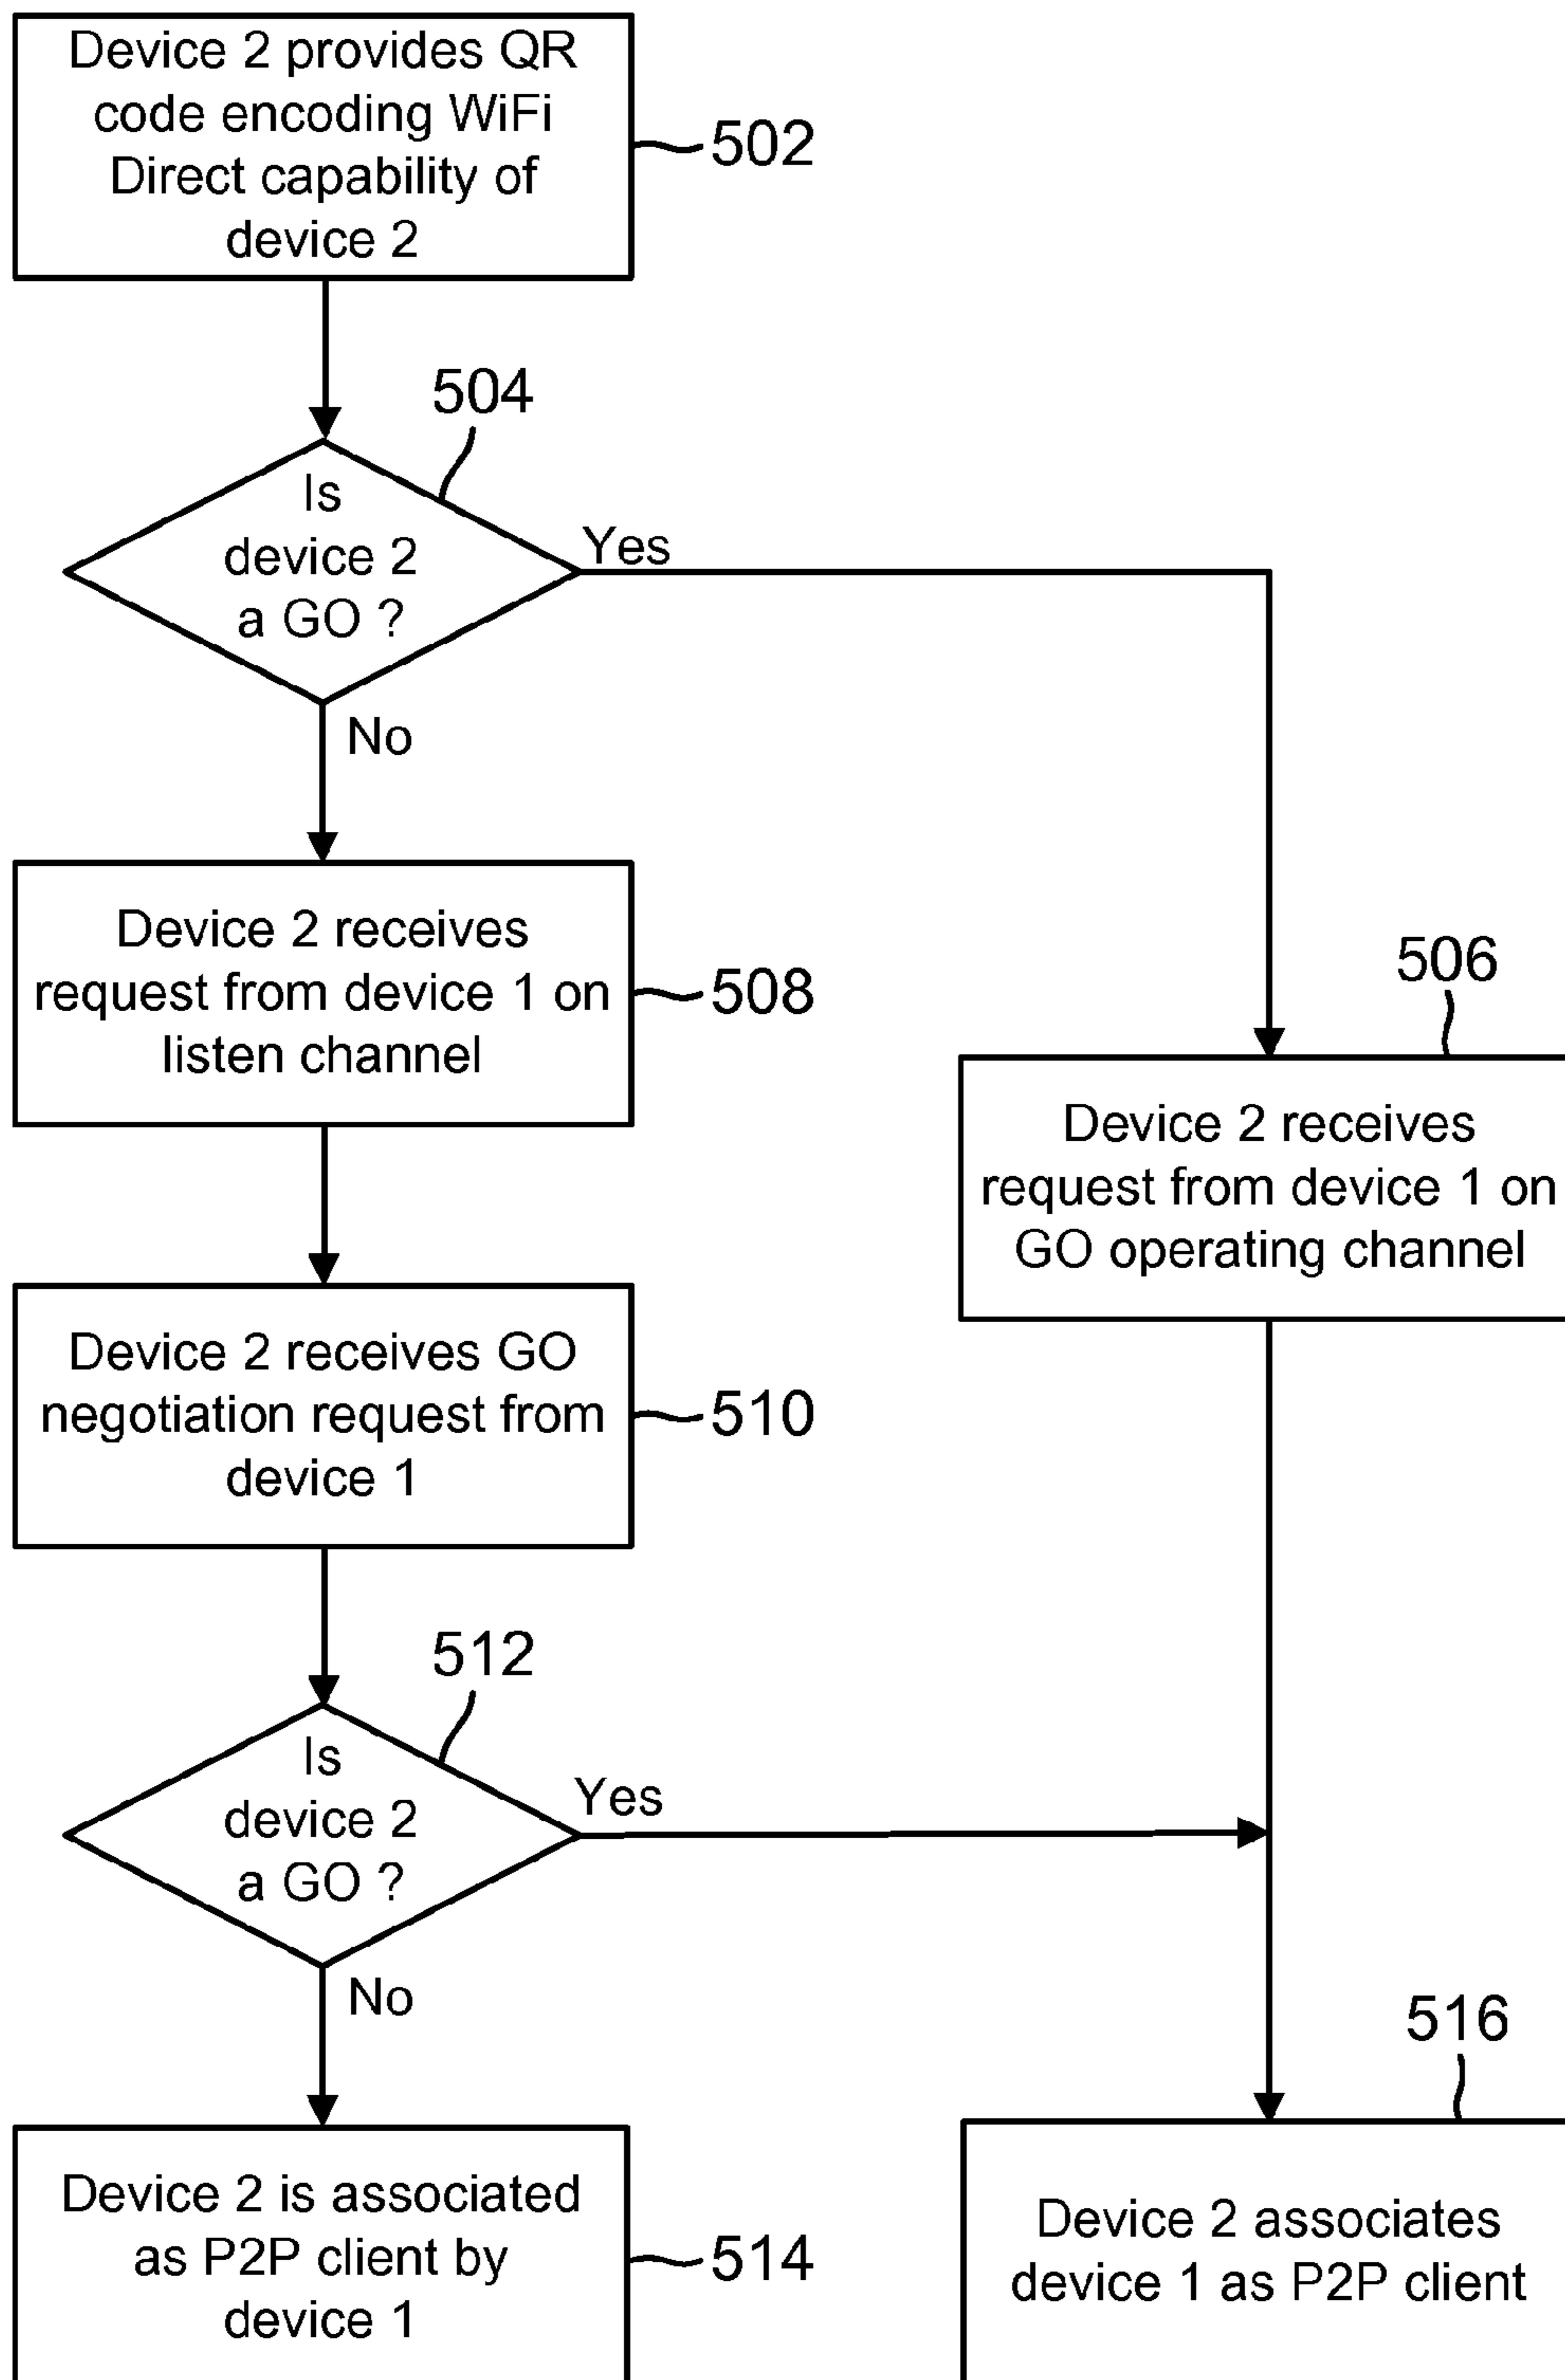 Device 2 provides QR
code encoding WiFi
Direct capability of
device 2
502
504
Is
device 2
a GO ?
Yes
No
Device 2 receives
request from device 1 on
listen channel
508
506
Device 2 receives
request from device 1 on
GO operating channel
Device 2 receives GO
negotiation request from
device 1
510
512
Is
device 2
a GO ?
Yes
No
516
Device 2 is associated
as P2P client by
device 1
514
Device 2 associates
device 1 as P2P client